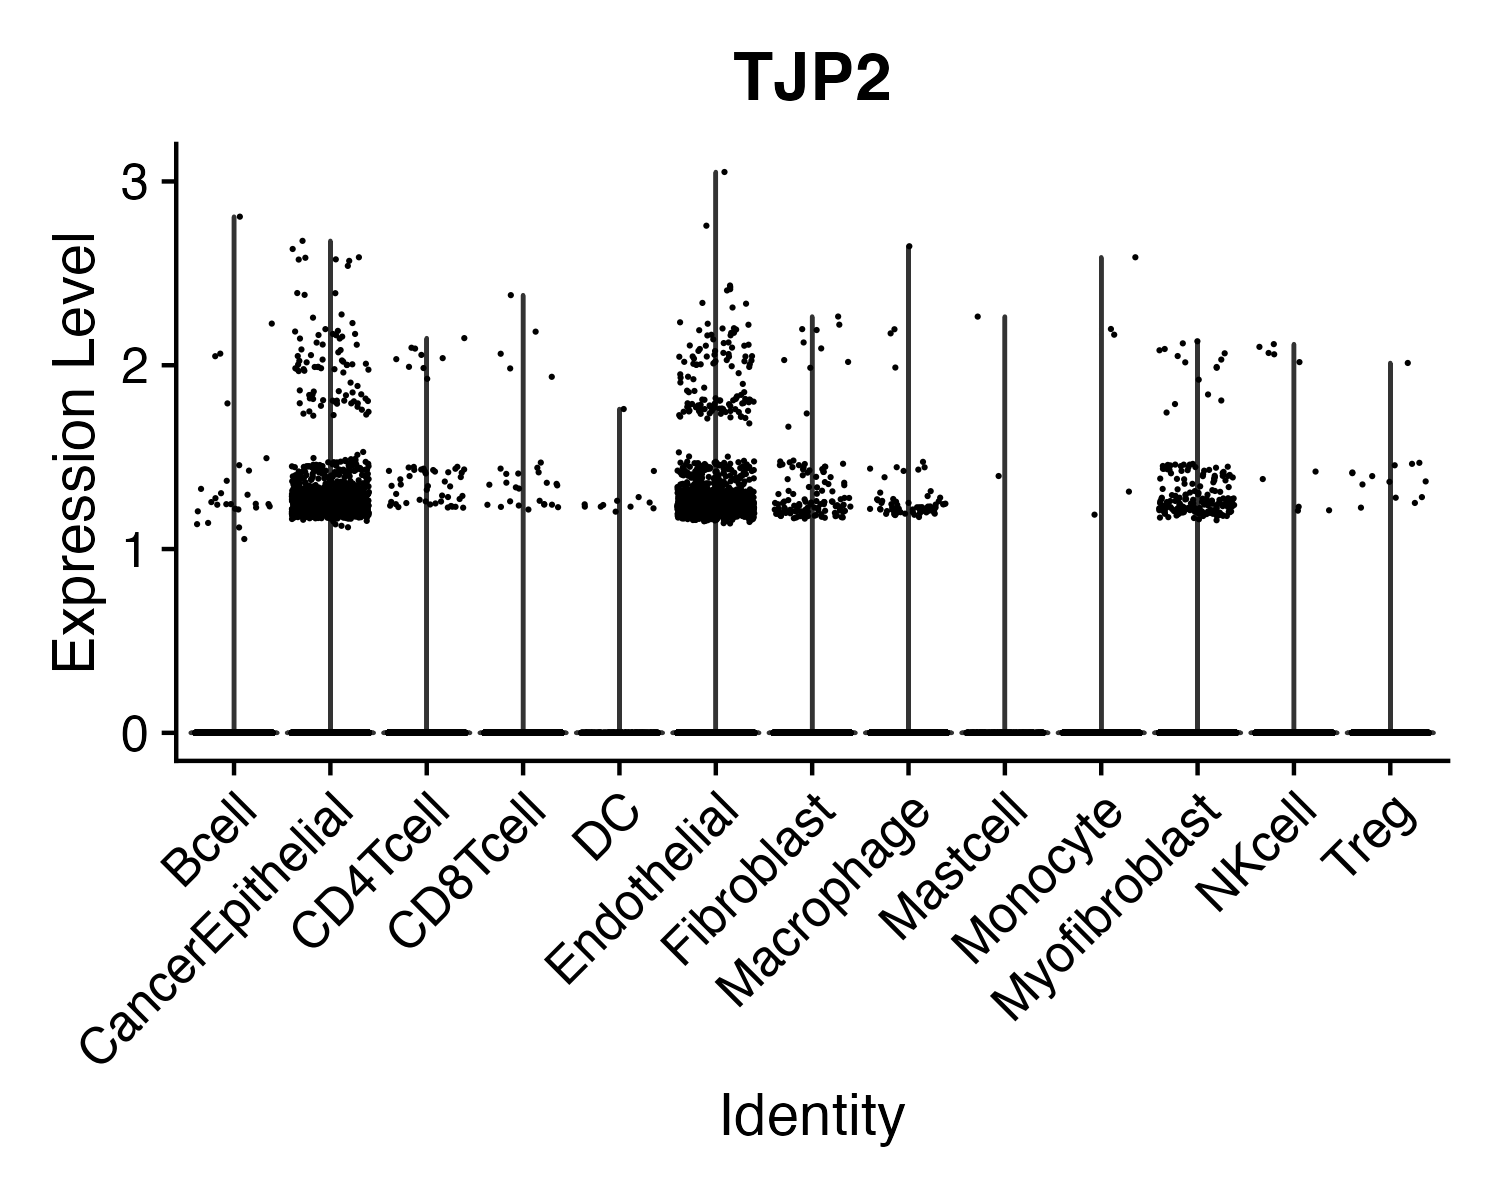 TJP2
Expression Level
3
2
1
0
Bcell
CancerEpithelial
CD4Tcell
CD8Tcell
DC
Endothelial
Fibroblast
Macrophage
Mastcell
Monocyte
Myofibroblast
NKcell
Treg
Identity